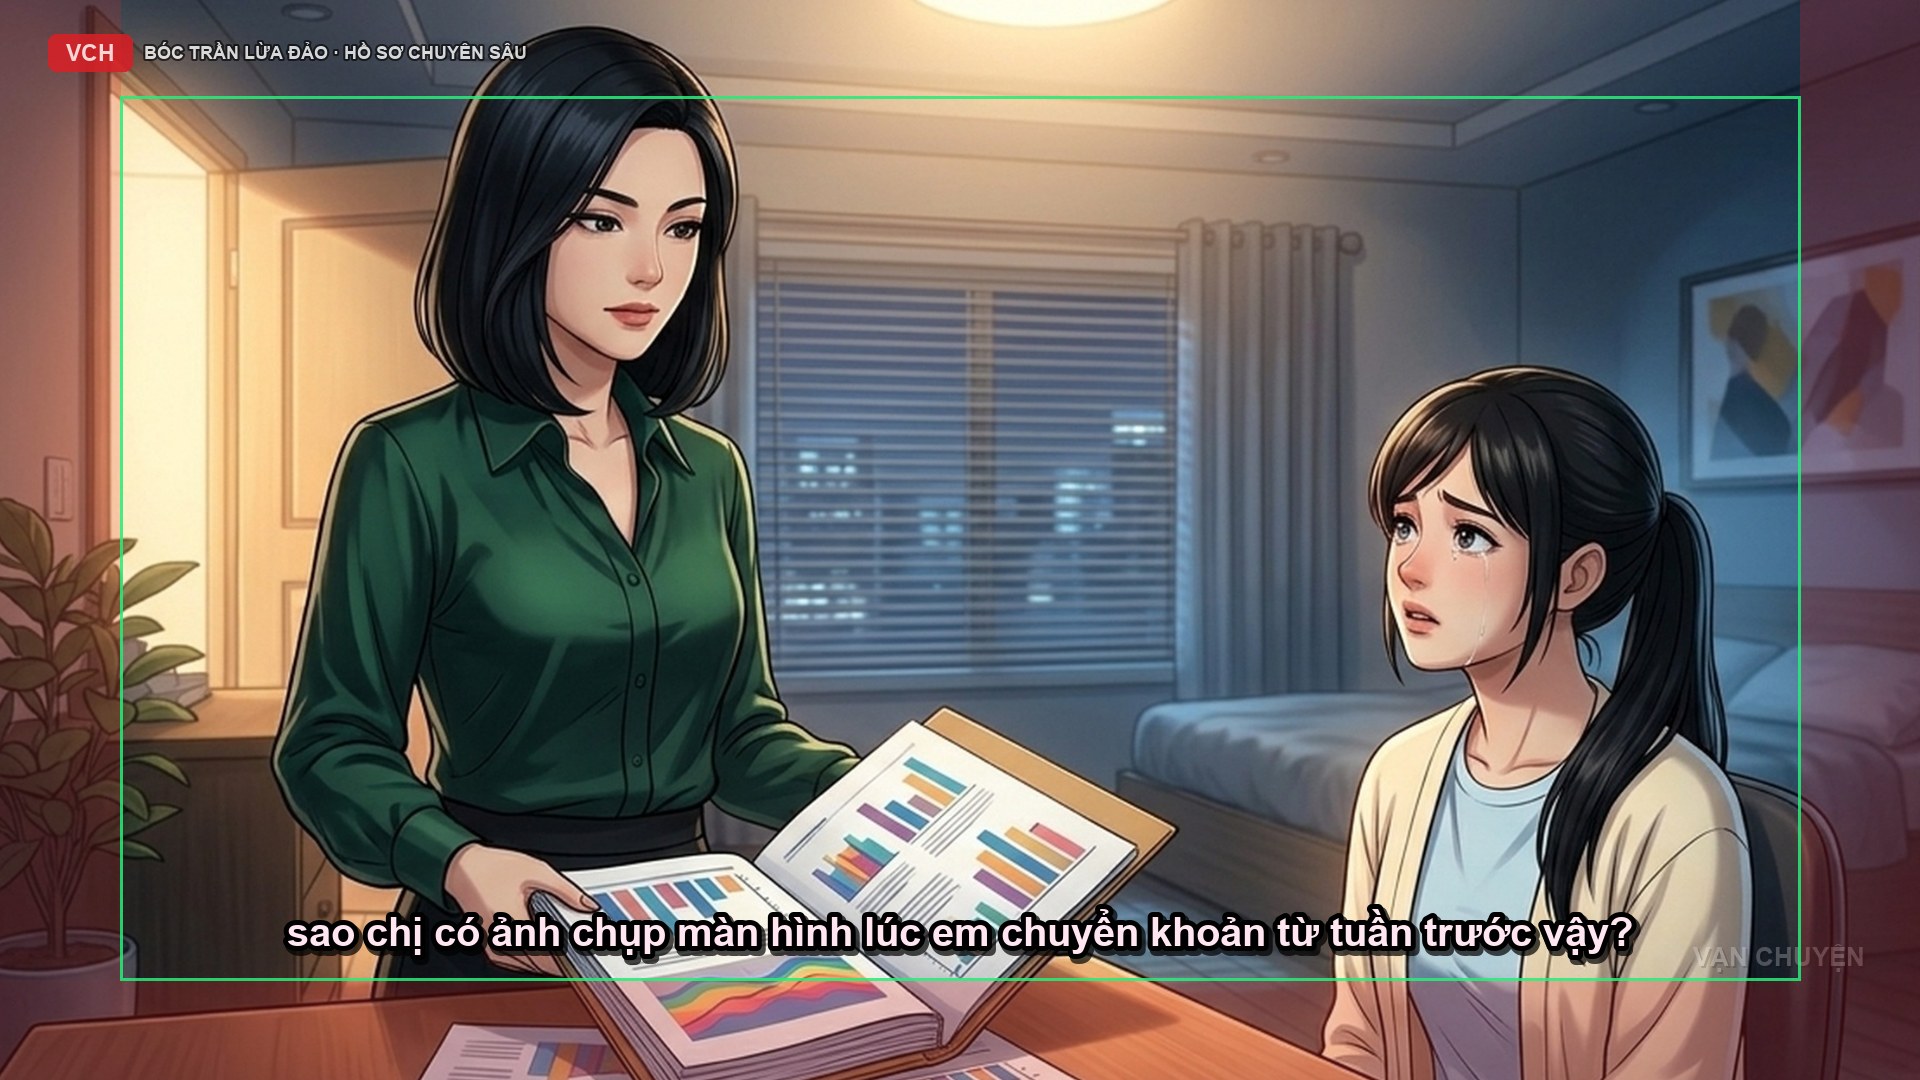 VCH BÓC TRẦN LỪA ĐẢO · HỒ SƠ CHUYÊN SÂU
sao chị có ảnh chụp màn hình lúc em chuyển khoản từ tuần trước vậy?
VẠN CHUYỆN